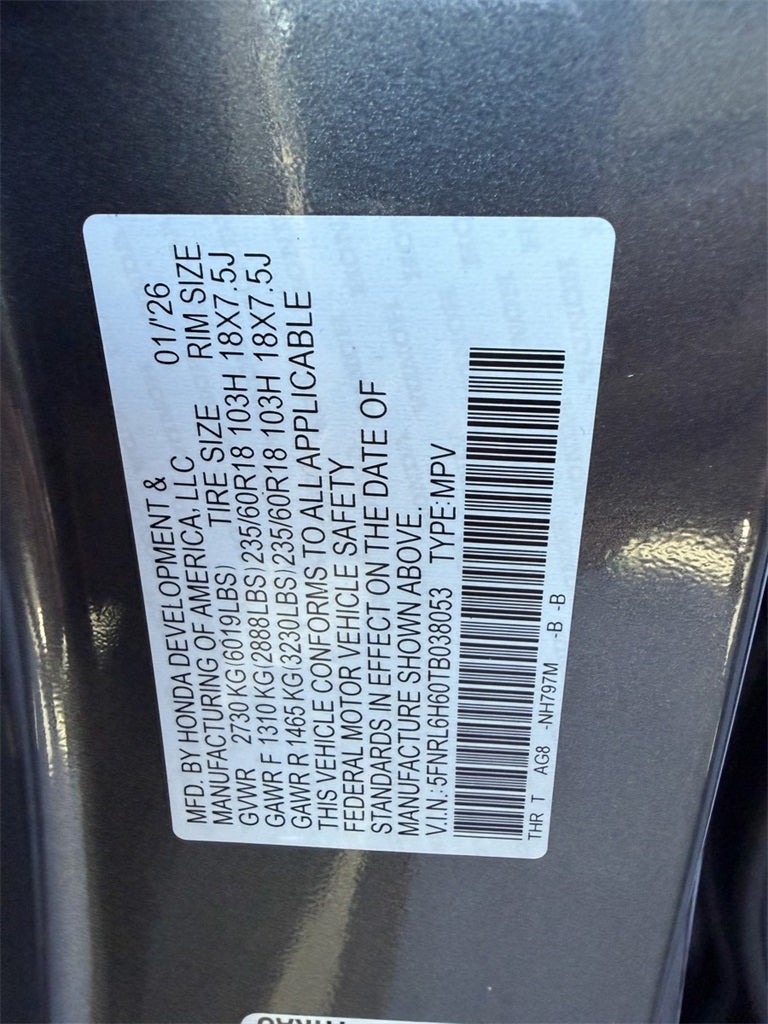 01/'26
MFD. BY HONDA DEVELOPMENT &
MANUFACTURING OF AMERICA, LLC
TIRE SIZE RIM SIZE
GVWR 2730 KG(6019LBS)
GAWR F 1310 KG(2888LBS)235/60R18 103H 18X7.5J
GAWR R 1465 KG(3230LBS)235/60R18 103H 18X7.5J
THIS VEHICLE CONFORMS TO ALL APPLICABLE
FEDERAL MOTOR VEHICLE SAFETY
STANDARDS IN EFFECT ON THE DATE OF
MANUFACTURE SHOWN ABOVE.
V.I.N.: 5FNRL6H60TB038053 TYPE:MPV
THR T AG8 -NH797M -B -B